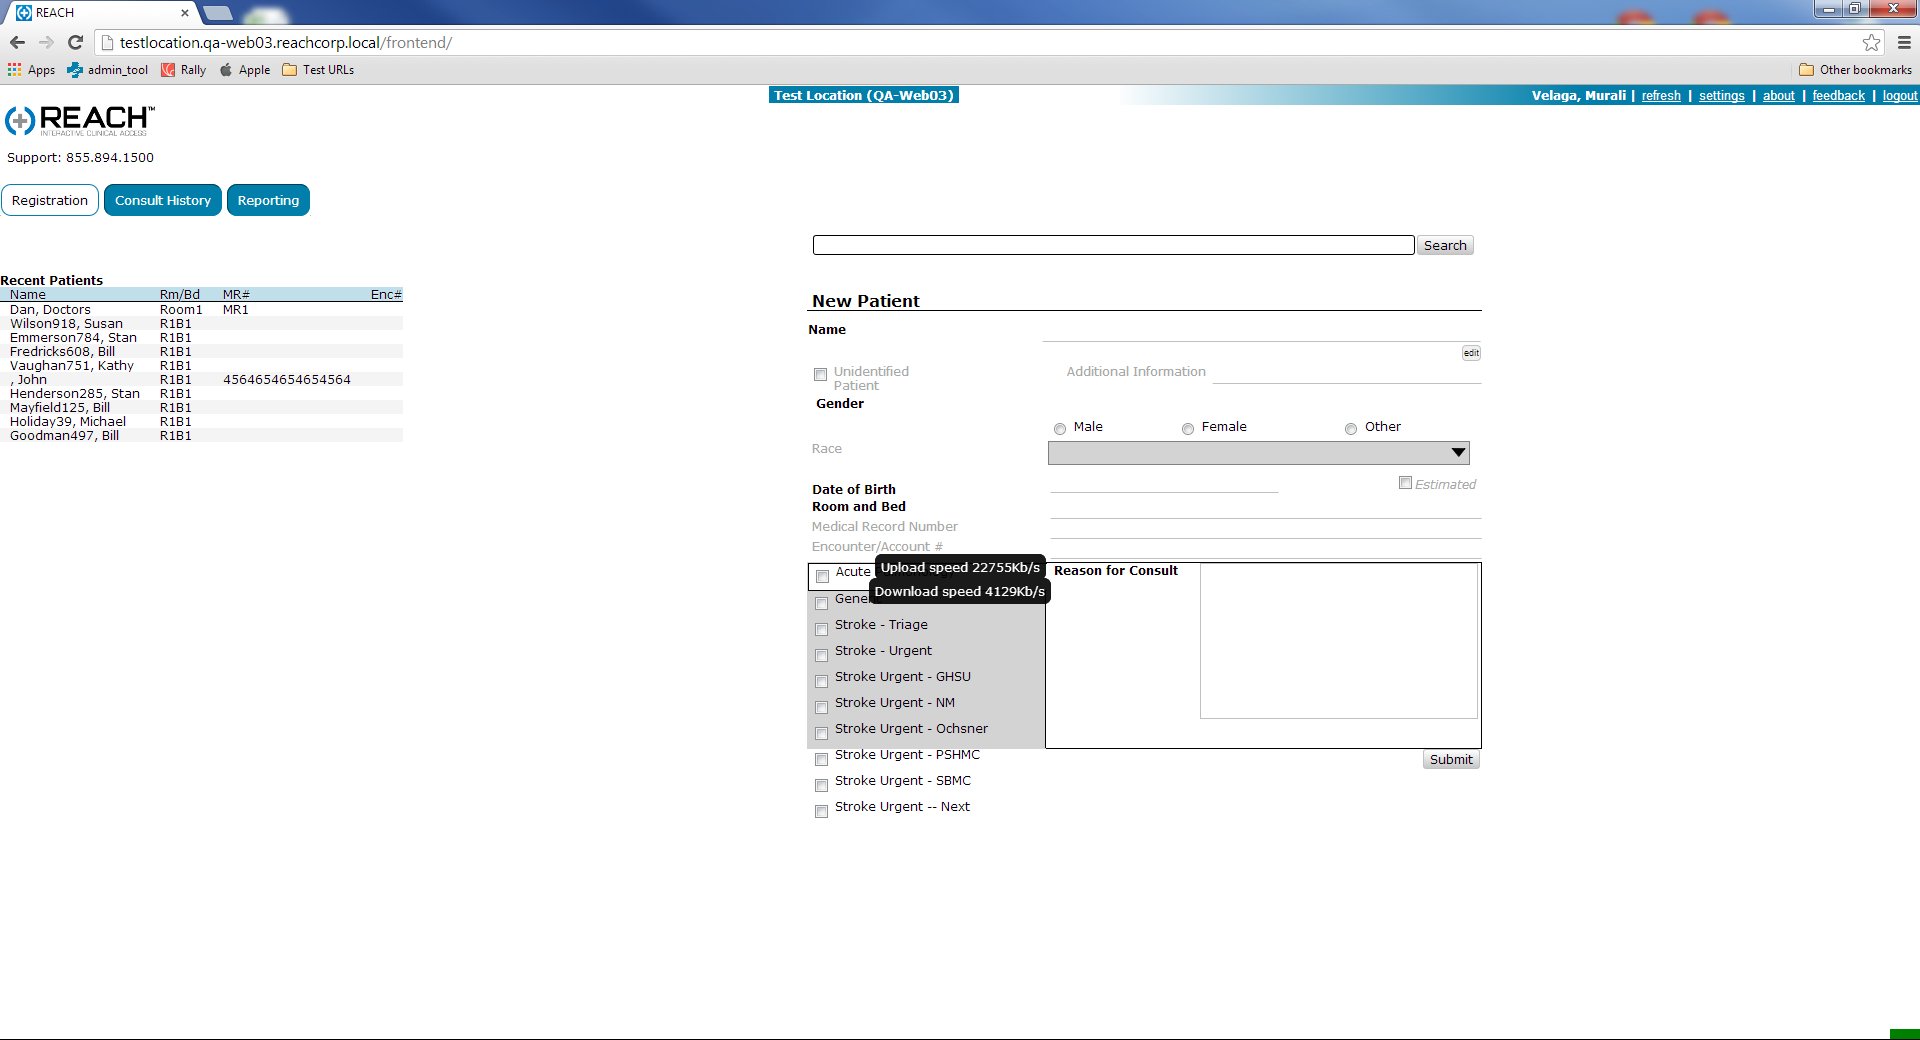 REACH
testlocation.qa-web03.reachcorp.local/frontend/
Apps admin_tool Rally Apple Test URLs Other bookmarks
Test Location (QA-Web03) Velaga, Murali | refresh | settings | about | feedback | logout
REACH™
INTERACTIVE CLINICAL ACCESS
Support: 855.894.1500
Registration Consult History Reporting
Search
Recent Patients
Name Rm/Bd MR# Enc#
Dan, Doctors Room1 MR1
Wilson918, Susan R1B1
Emmerson784, Stan R1B1
Fredricks608, Bill R1B1
Vaughan751, Kathy R1B1
, John R1B1 4564654654654564
Henderson285, Stan R1B1
Mayfield125, Bill R1B1
Holiday39, Michael R1B1
Goodman497, Bill R1B1
New Patient
Name
edit
Unidentified
Patient
Additional Information
Gender
Male Female Other
Race
Date of Birth
Estimated
Room and Bed
Medical Record Number
Encounter/Account #
Upload speed 22755Kb/s
Download speed 4129Kb/s
Acute
Reason for Consult
Stroke - Triage
Stroke - Urgent
Stroke Urgent - GHSU
Stroke Urgent - NM
Stroke Urgent - Ochsner
Stroke Urgent - PSHMC
Stroke Urgent - SBMC
Stroke Urgent -- Next
Submit